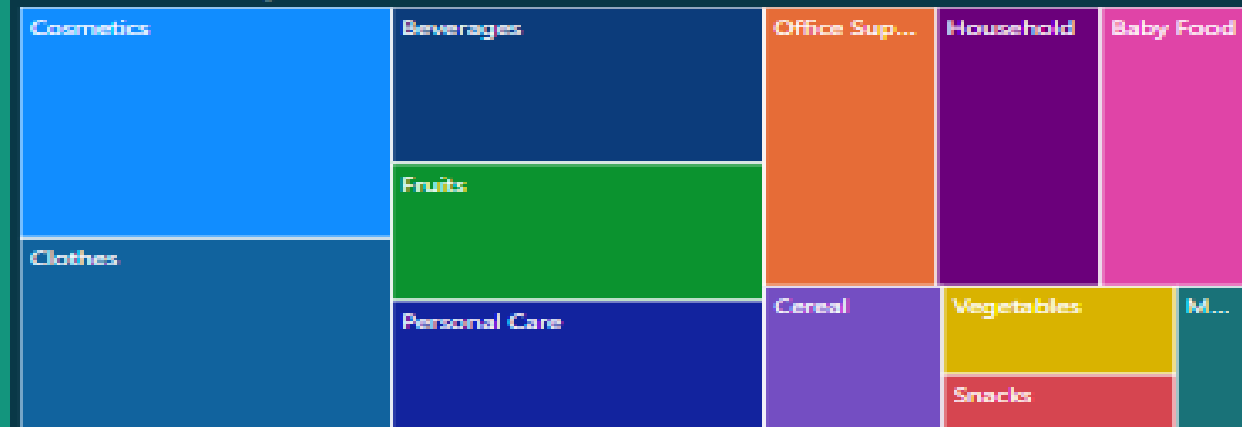 Cosmetics
Beverages
Office Sup...
Household
Baby Food
Fruits
Clothes
Personal Care
Cereal
Vegetables
M...
Snacks